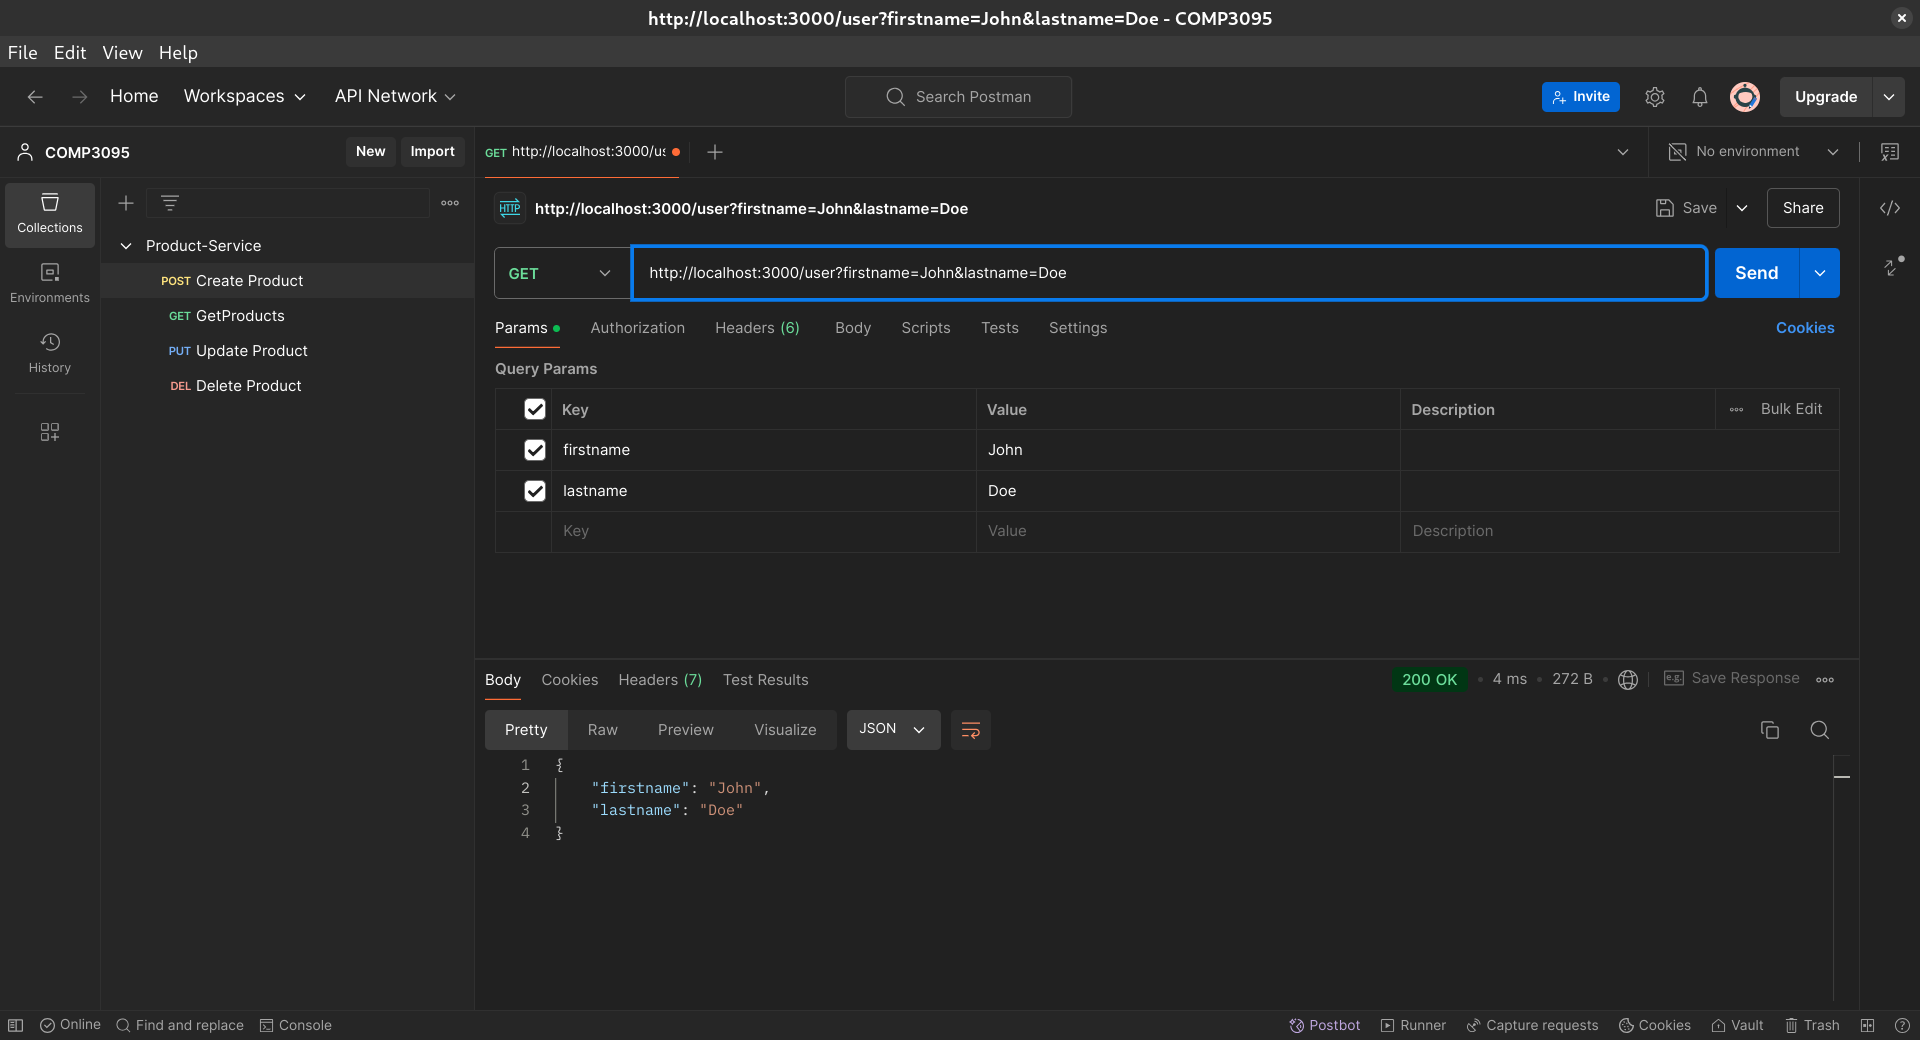 http://localhost:3000/user?firstname=John&lastname=Doe - COMP3095
File Edit View Help
Home Workspaces API Network Search Postman Invite Upgrade
COMP3095 New Import GET http://localhost:3000/us No environment
Collections
Environments
History
Product-Service
POST Create Product
GET GetProducts
PUT Update Product
DEL Delete Product
HTTP http://localhost:3000/user?firstname=John&lastname=Doe Save Share
GET http://localhost:3000/user?firstname=John&lastname=Doe Send
Params Authorization Headers (6) Body Scripts Tests Settings Cookies
Query Params
Key Value Description Bulk Edit
firstname John
lastname Doe
Key Value Description
Body Cookies Headers (7) Test Results 200 OK 4 ms 272 B e.g. Save Response
Pretty Raw Preview Visualize JSON
1 {
2 "firstname": "John",
3 "lastname": "Doe"
4 }
Online Find and replace Console Postbot Runner Capture requests Cookies Vault Trash